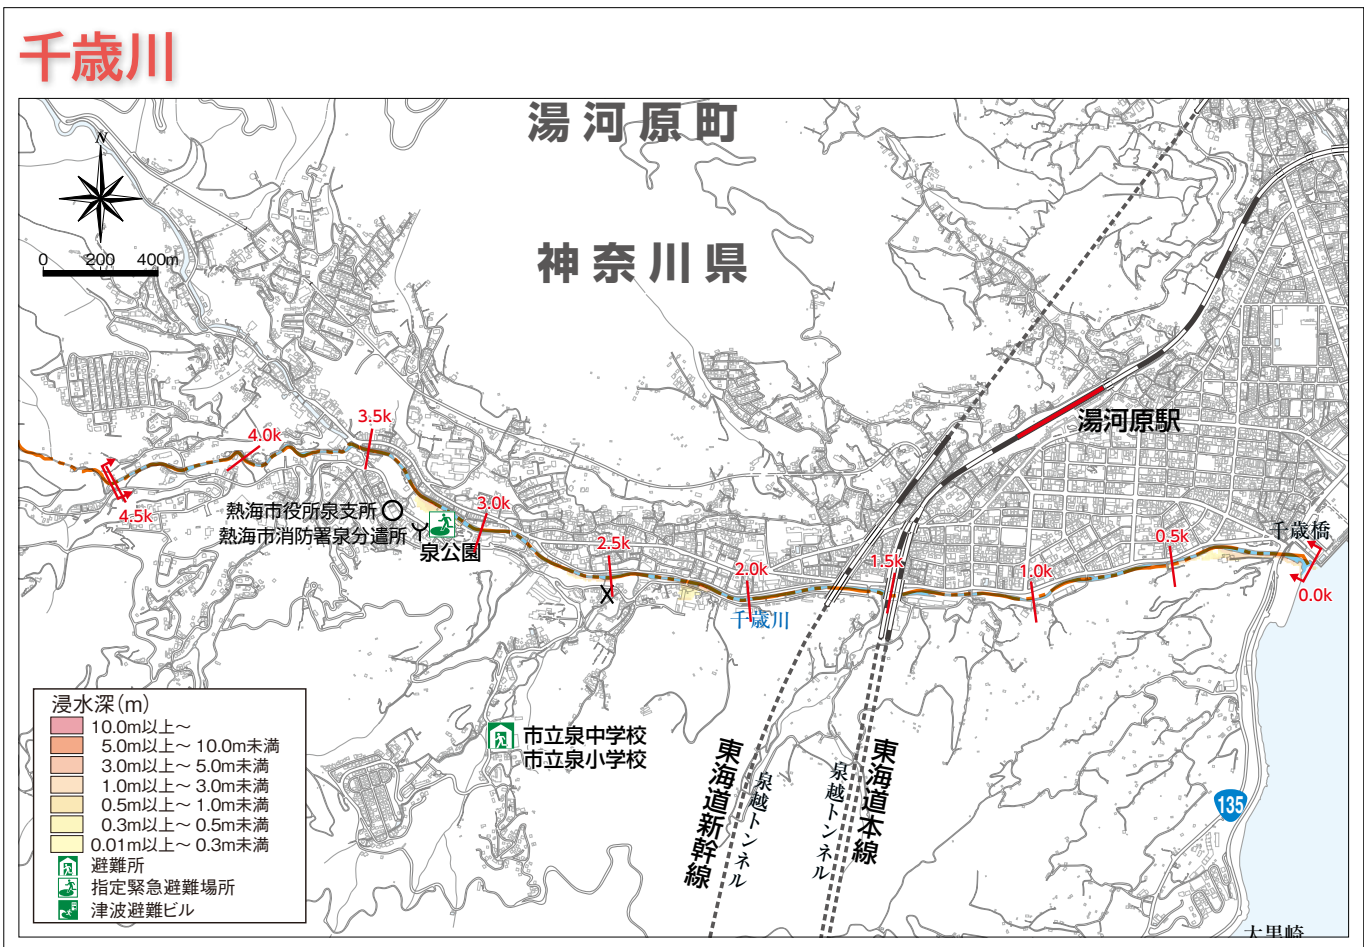 千歳川
湯河原町
N
0 200 400m
神奈川県
湯河原駅
3.5k
4.0k
4.5k
熱海市役所泉支所
熱海市消防署泉分遣所
泉公園
3.0k
2.5k
2.0k
千歳川
1.5k
1.0k
0.5k
千歳橋
0.0k
市立泉中学校
市立泉小学校
東海道新幹線
泉越トンネル
泉越トンネル
東海道本線
135
大黒崎
浸水深(m)
10.0m以上~
5.0m以上~10.0m未満
3.0m以上~5.0m未満
1.0m以上~3.0m未満
0.5m以上~1.0m未満
0.3m以上~0.5m未満
0.01m以上~0.3m未満
避難所
指定緊急避難場所
津波避難ビル